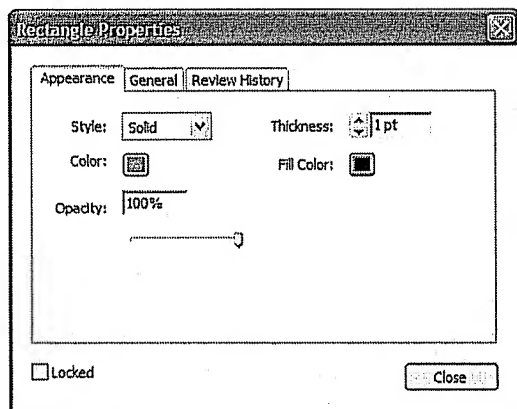 Rectangle Properties
Appearance General Review History
Style: Solid Thickness: 1 pt
Color: Fill Color:
Opacity: 100%
Locked
Close